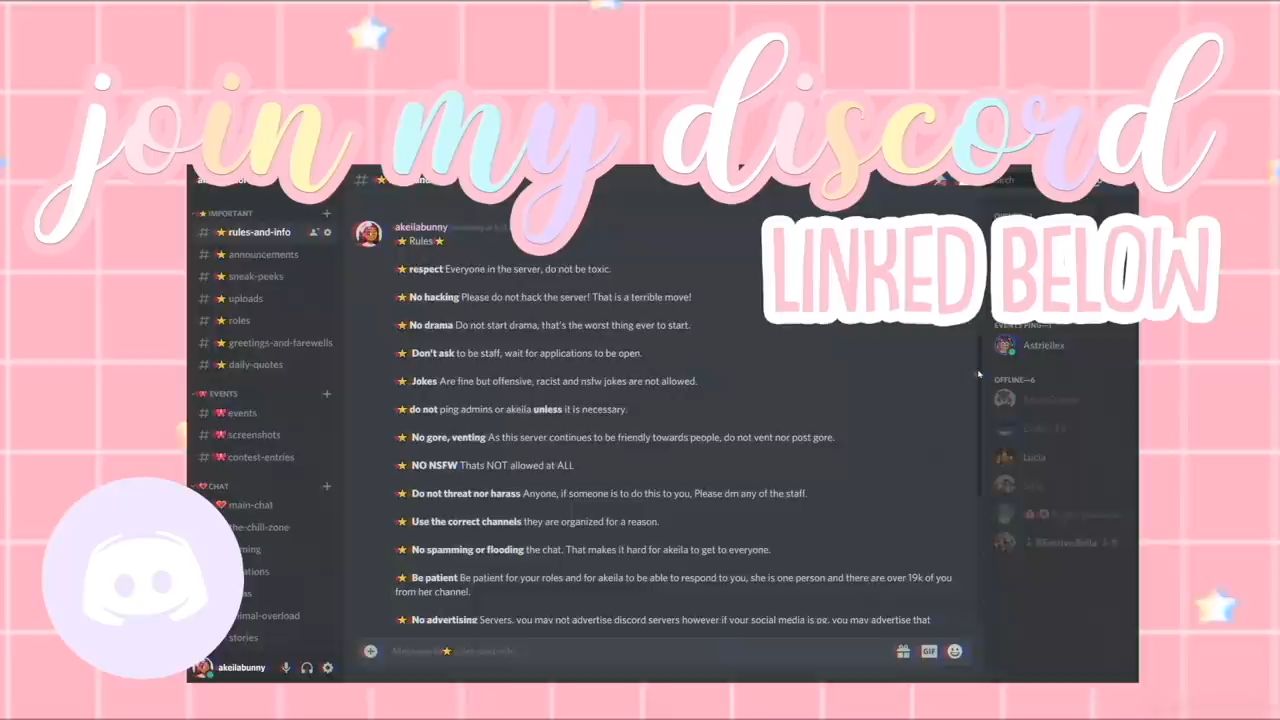 join my discord
LINKED BELOW
IMPORTANT
rules-and-info
announcements
sneak-peeks
uploads
roles
greetings-and-farewells
daily-quotes
EVENTS
events
screenshots
contest-entries
CHAT
main-chat
the-chill-zone
stories
akeilabunny
akeilabunny
Rules
respect Everyone in the server, do not be toxic.
No hacking Please do not hack the server! That is a terrible move!
No drama Do not start drama, that's the worst thing ever to start.
Don't ask to be staff, wait for applications to be open.
Jokes Are fine but offensive, racist and nsfw jokes are not allowed.
do not ping admins or akeila unless it is necessary.
No gore, venting As this server continues to be friendly towards people, do not vent nor post gore.
NO NSFW Thats NOT allowed at ALL
Do not threat nor harass Anyone, if someone is to do this to you, Please dm any of the staff.
Use the correct channels they are organized for a reason.
No spamming or flooding the chat. That makes it hard for akeila to get to everyone.
Be patient Be patient for your roles and for akeila to be able to respond to you, she is one person and there are over 19k of you
from her channel.
No advertising Servers, you may not advertise discord servers however if your social media is pg, you may advertise that
GIF
EVENTS PING—1
Astriellex
OFFLINE—6
Lucia